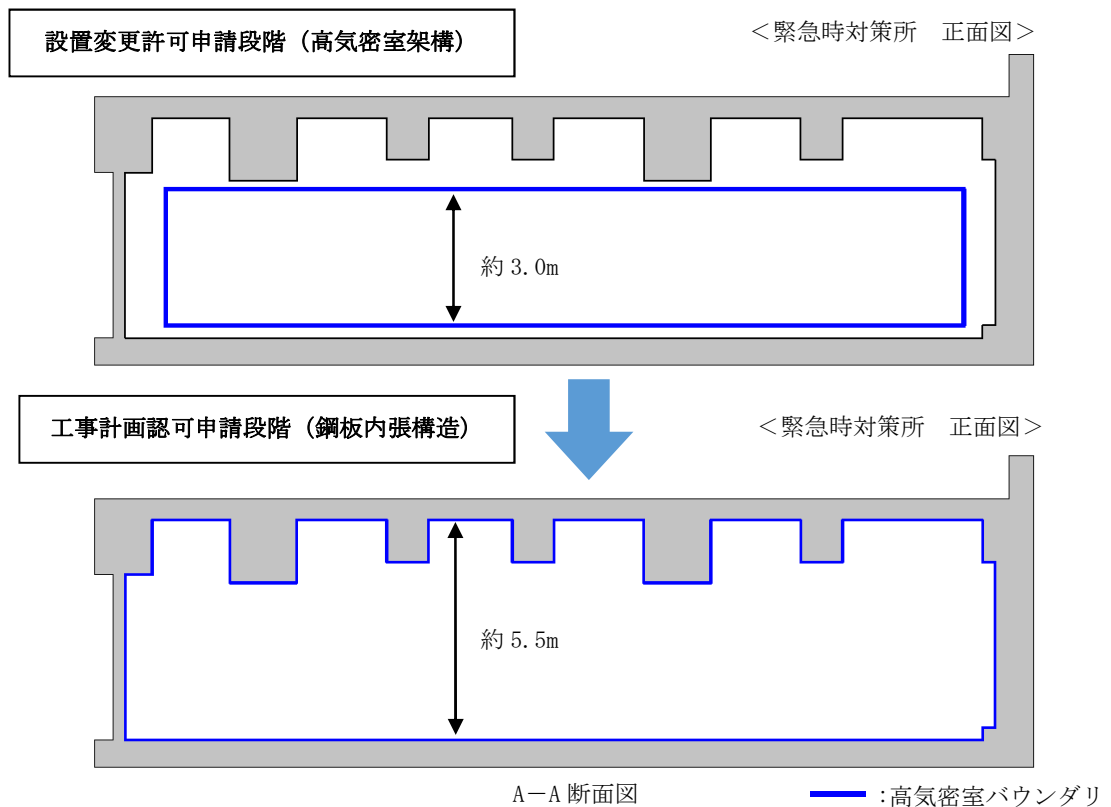 設置変更許可申請段階(高気密室架構)
＜緊急時対策所　正面図＞
約 3.0m
工事計画認可申請段階(鋼板内張構造)
＜緊急時対策所　正面図＞
約 5.5m
A－A 断面図
:高気密室バウンダリ